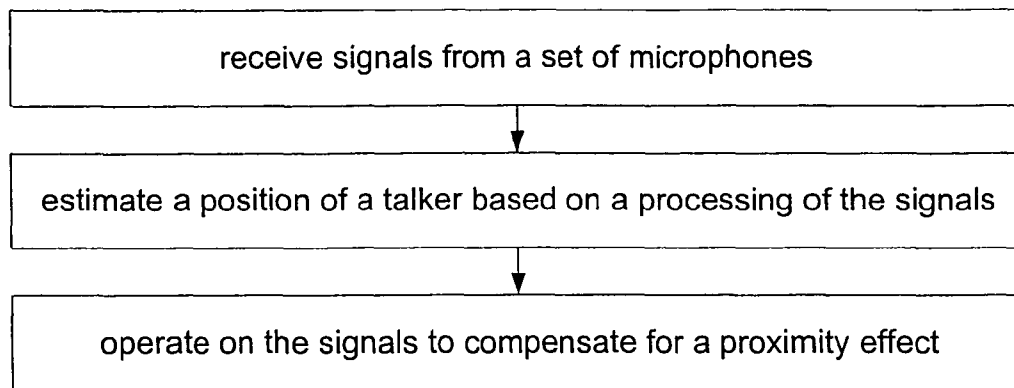 receive signals from a set of microphones
estimate a position of a talker based on a processing of the signals
operate on the signals to compensate for a proximity effect